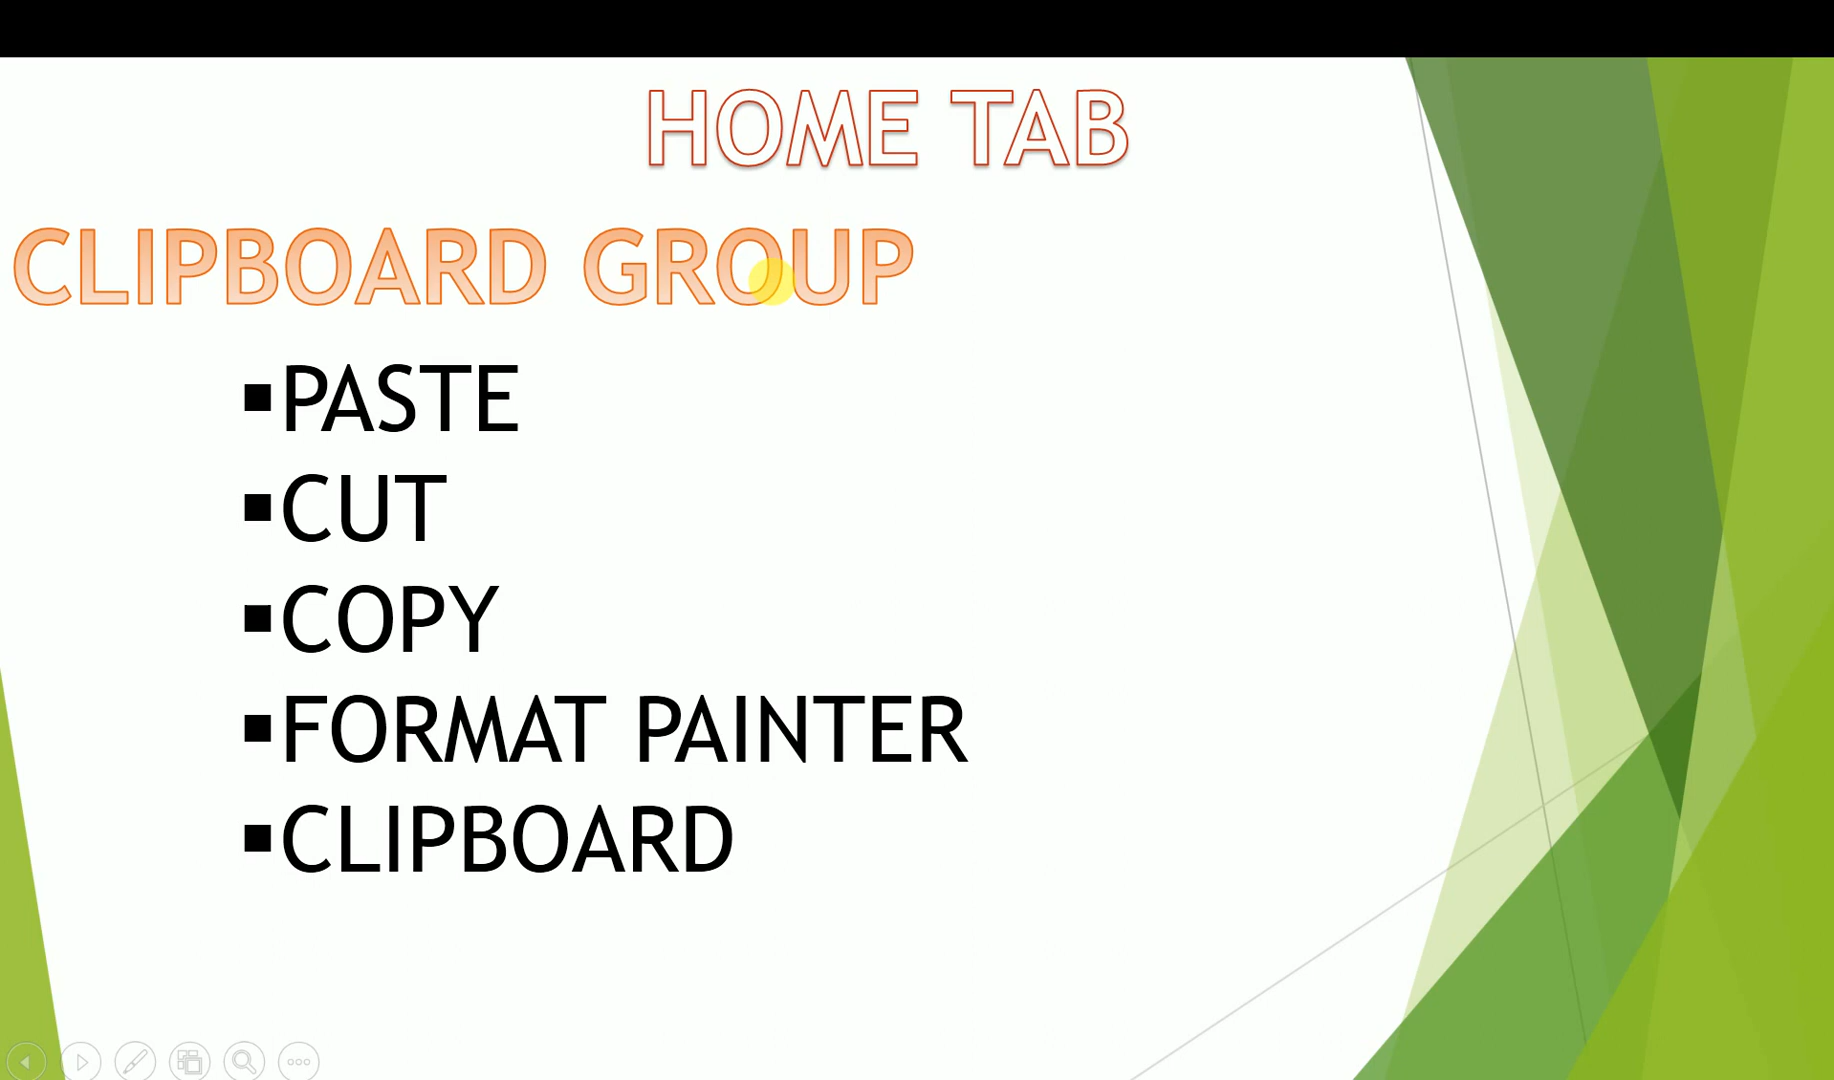 HOME TAB
CLIPBOARD GROUP
▪PASTE
▪CUT
▪COPY
▪FORMAT PAINTER
▪CLIPBOARD